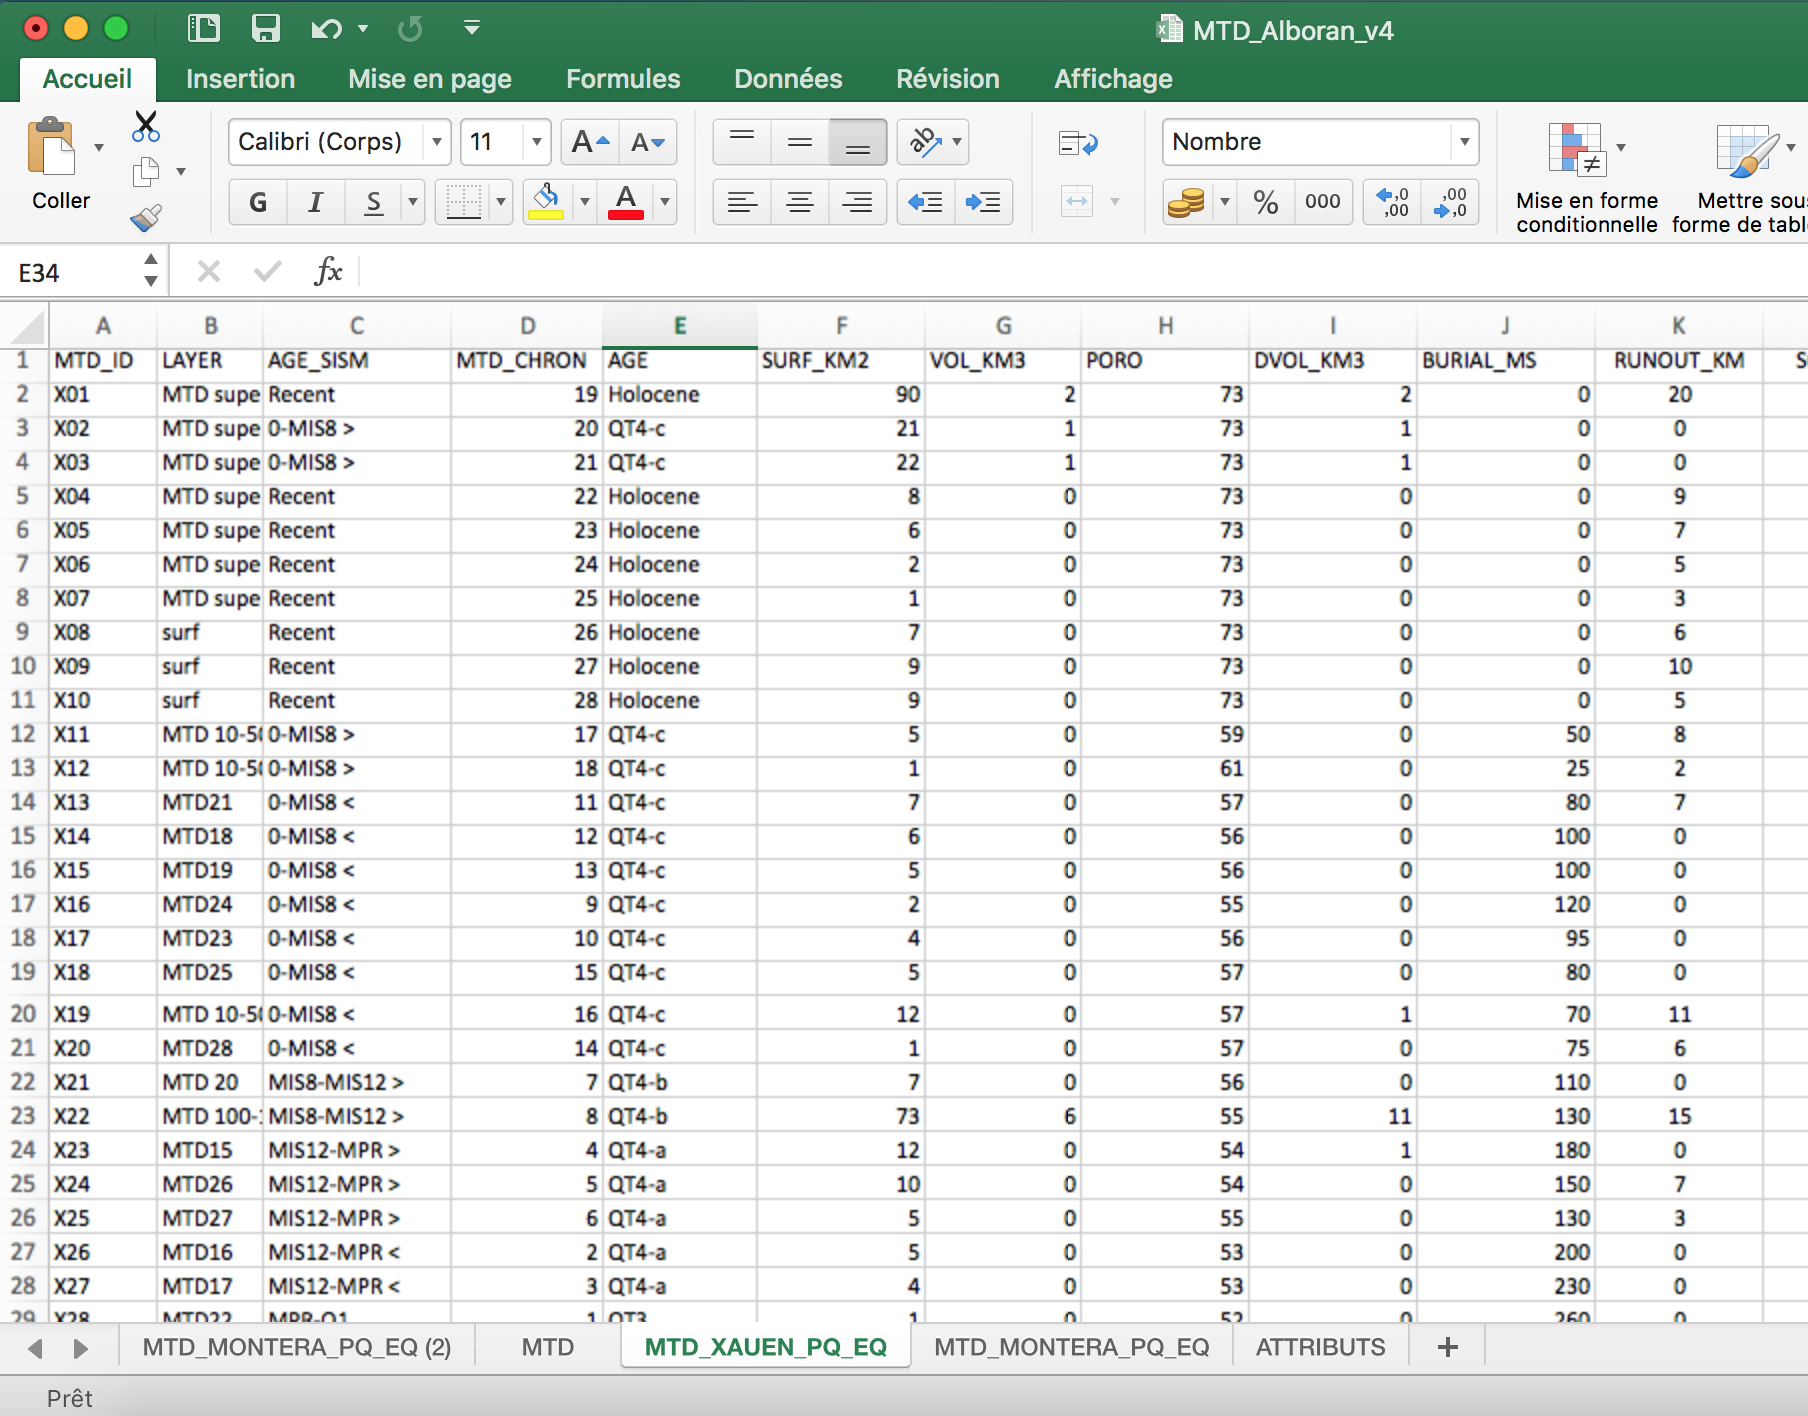 MTD_Alboran_v4
Accueil Insertion Mise en page Formules Données Révision Affichage
Calibri (Corps) 11 A A ab Nombre
Coller G I S A % 000 ,0 ,00 ,00 ,0 Mise en forme conditionnelle Mettre sous forme de tabl
E34 fx
A B C D E F G H I J K
1 MTD_ID LAYER AGE_SISM MTD_CHRON AGE SURF_KM2 VOL_KM3 PORO DVOL_KM3 BURIAL_MS RUNOUT_KM S
2 X01 MTD supe Recent 19 Holocene 90 2 73 2 0 20
3 X02 MTD supe 0-MIS8 > 20 QT4-c 21 1 73 1 0 0
4 X03 MTD supe 0-MIS8 > 21 QT4-c 22 1 73 1 0 0
5 X04 MTD supe Recent 22 Holocene 8 0 73 0 0 9
6 X05 MTD supe Recent 23 Holocene 6 0 73 0 0 7
7 X06 MTD supe Recent 24 Holocene 2 0 73 0 0 5
8 X07 MTD supe Recent 25 Holocene 1 0 73 0 0 3
9 X08 surf Recent 26 Holocene 7 0 73 0 0 6
10 X09 surf Recent 27 Holocene 9 0 73 0 0 10
11 X10 surf Recent 28 Holocene 9 0 73 0 0 5
12 X11 MTD 10-50 0-MIS8 > 17 QT4-c 5 0 59 0 50 8
13 X12 MTD 10-50 0-MIS8 > 18 QT4-c 1 0 61 0 25 2
14 X13 MTD21 0-MIS8 < 11 QT4-c 7 0 57 0 80 7
15 X14 MTD18 0-MIS8 < 12 QT4-c 6 0 56 0 100 0
16 X15 MTD19 0-MIS8 < 13 QT4-c 5 0 56 0 100 0
17 X16 MTD24 0-MIS8 < 9 QT4-c 2 0 55 0 120 0
18 X17 MTD23 0-MIS8 < 10 QT4-c 4 0 56 0 95 0
19 X18 MTD25 0-MIS8 < 15 QT4-c 5 0 57 0 80 0
20 X19 MTD 10-50 0-MIS8 < 16 QT4-c 12 0 57 1 70 11
21 X20 MTD28 0-MIS8 < 14 QT4-c 1 0 57 0 75 6
22 X21 MTD 20 MIS8-MIS12 > 7 QT4-b 7 0 56 0 110 0
23 X22 MTD 100- MIS8-MIS12 > 8 QT4-b 73 6 55 11 130 15
24 X23 MTD15 MIS12-MPR > 4 QT4-a 12 0 54 1 180 0
25 X24 MTD26 MIS12-MPR > 5 QT4-a 10 0 54 0 150 7
26 X25 MTD27 MIS12-MPR > 6 QT4-a 5 0 55 0 130 3
27 X26 MTD16 MIS12-MPR < 2 QT4-a 5 0 53 0 200 0
28 X27 MTD17 MIS12-MPR < 3 QT4-a 4 0 53 0 230 0
29 X28 MTD22 MPR-Q1 1 QT3 1 0 52 0 260 0
MTD_MONTERA_PQ_EQ (2) MTD MTD_XAUEN_PQ_EQ MTD_MONTERA_PQ_EQ ATTRIBUTS +
Prêt